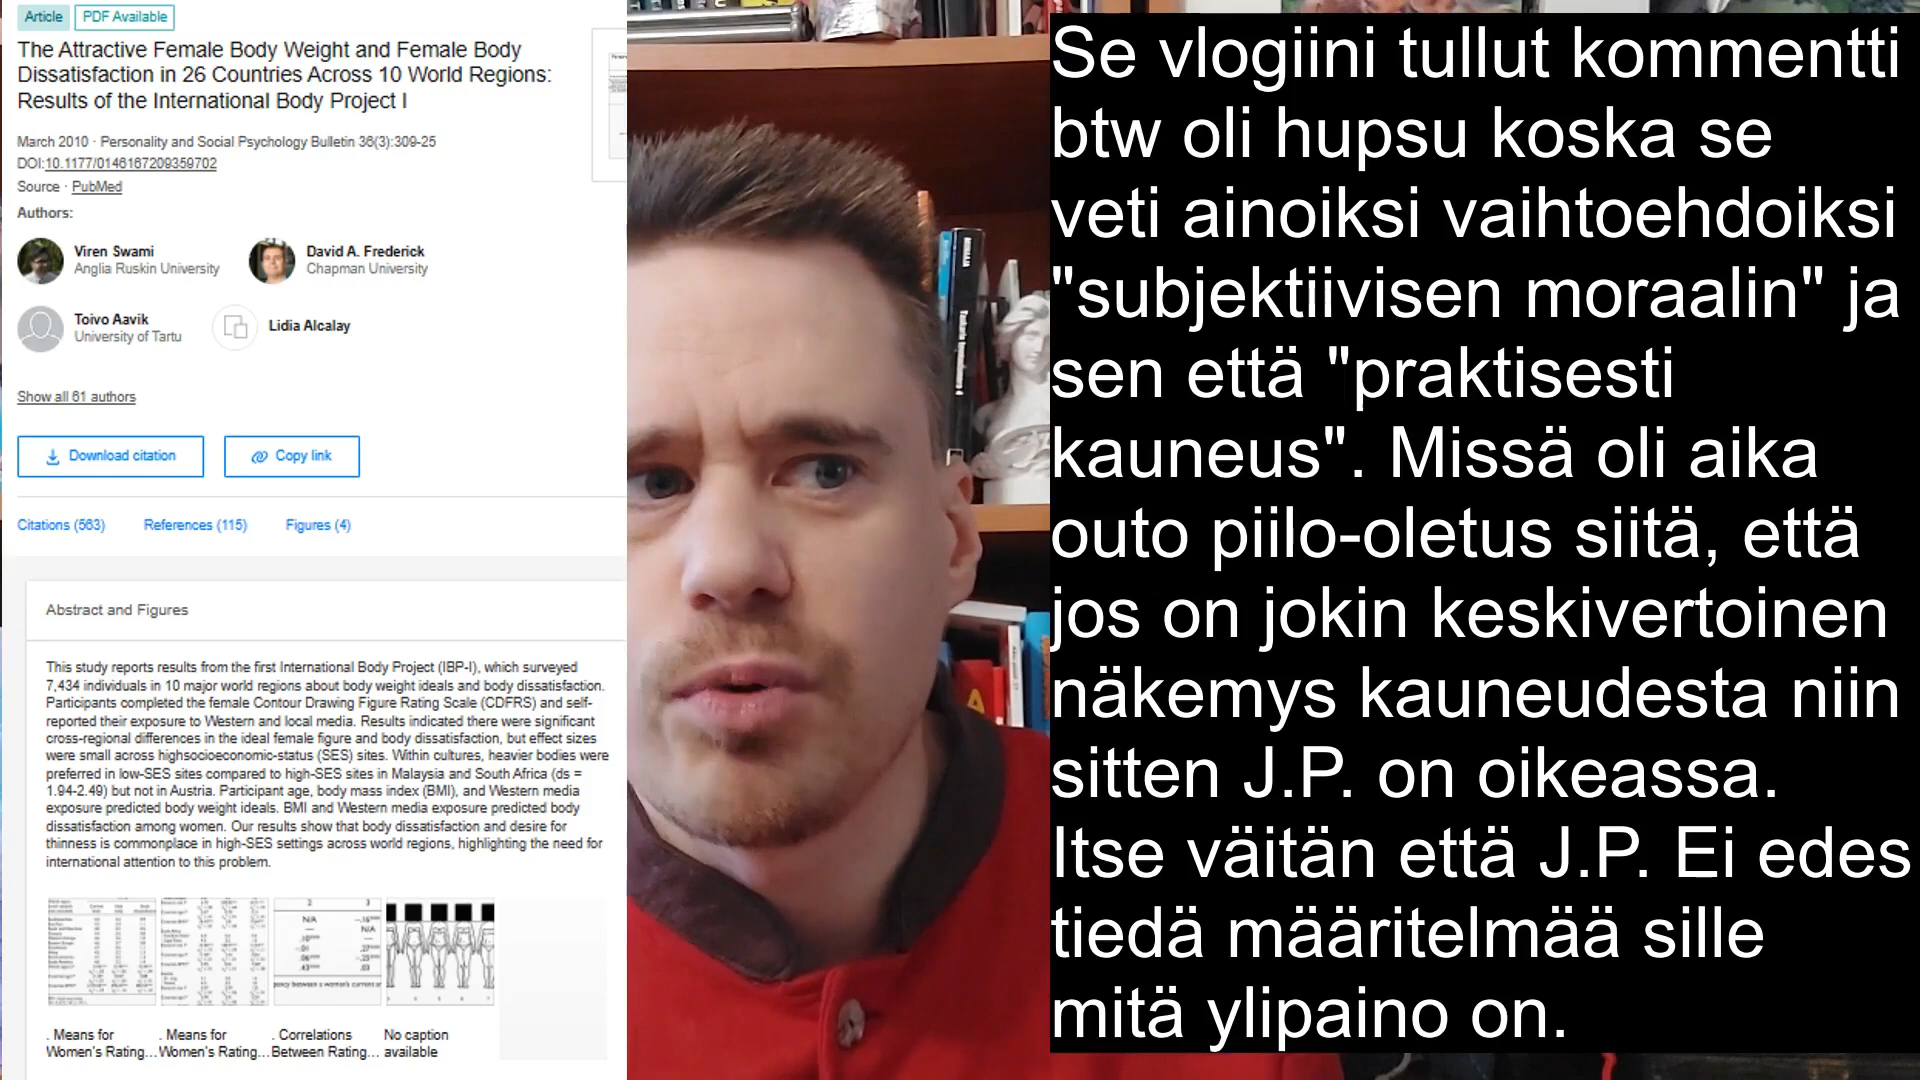 Article
PDF Available
The Attractive Female Body Weight and Female Body
Dissatisfaction in 26 Countries Across 10 World Regions:
Results of the International Body Project I
March 2010 · Personality and Social Psychology Bulletin 36(3):309-25
DOI:10.1177/0146167209359702
Source · PubMed
Authors:
Viren Swami
Anglia Ruskin University
David A. Frederick
Chapman University
Toivo Aavik
University of Tartu
Lidia Alcalay
Show all 61 authors
Download citation
Copy link
Citations (563)
References (115)
Figures (4)
Abstract and Figures
This study reports results from the first International Body Project (IBP-I), which surveyed
7,434 individuals in 10 major world regions about body weight ideals and body dissatisfaction.
Participants completed the female Contour Drawing Figure Rating Scale (CDFRS) and self-
reported their exposure to Western and local media. Results indicated there were significant
cross-regional differences in the ideal female figure and body dissatisfaction, but effect sizes
were small across highsocioeconomic-status (SES) sites. Within cultures, heavier bodies were
preferred in low-SES sites compared to high-SES sites in Malaysia and South Africa (ds =
1.94-2.49) but not in Austria. Participant age, body mass index (BMI), and Western media
exposure predicted body weight ideals. BMI and Western media exposure predicted body
dissatisfaction among women. Our results show that body dissatisfaction and desire for
thinness is commonplace in high-SES settings across world regions, highlighting the need for
international attention to this problem.
2 3
N/A
N/A
. Means for
Women's Rating...
. Means for
Women's Rating...
. Correlations
Between Rating...
No caption
available
Se vlogiini tullut kommentti
btw oli hupsu koska se
veti ainoiksi vaihtoehdoiksi
"subjektiivisen moraalin" ja
sen että "praktisesti
kauneus". Missä oli aika
outo piilo-oletus siitä, että
jos on jokin keskivertoinen
näkemys kauneudesta niin
sitten J.P. on oikeassa.
Itse väitän että J.P. Ei edes
tiedä määritelmää sille
mitä ylipaino on.